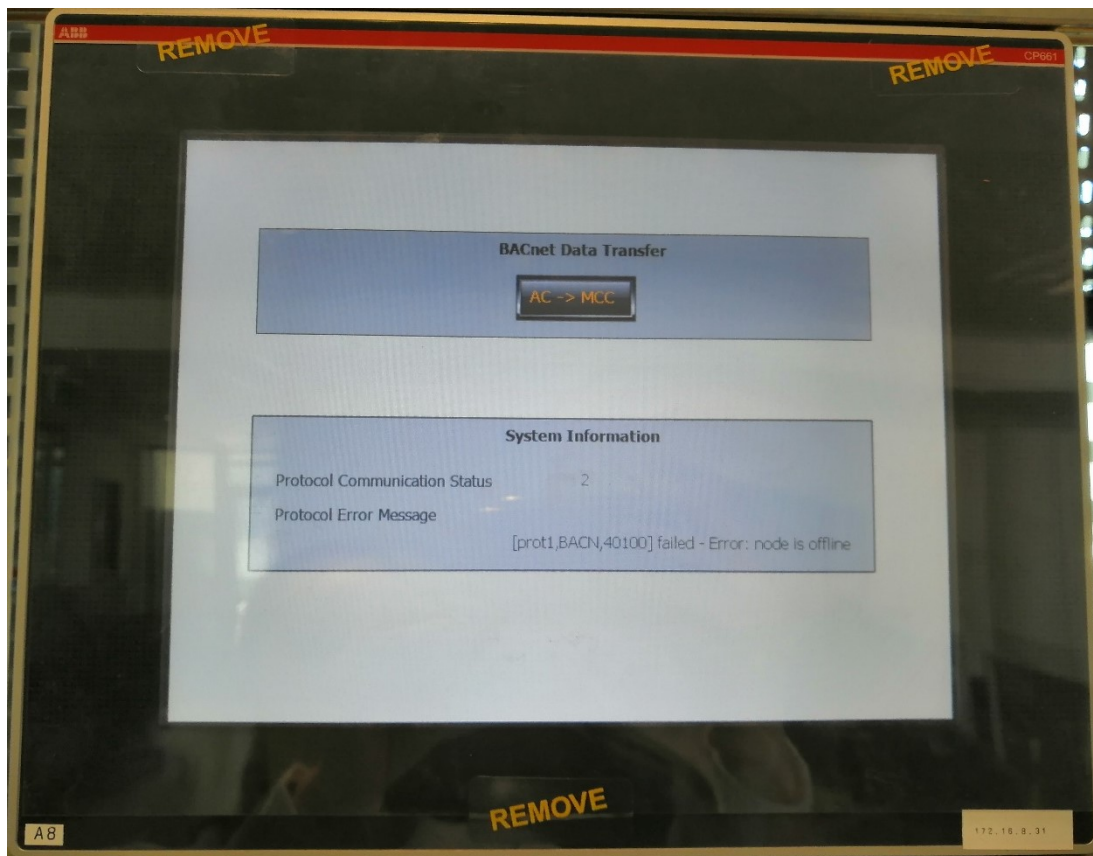 ABB
REMOVE
REMOVE
CP661
BACnet Data Transfer
AC -> MCC
System Information
Protocol Communication Status 2
Protocol Error Message
[prot1,BACN,40100] failed - Error: node is offline
REMOVE
A8
172.16.8.31